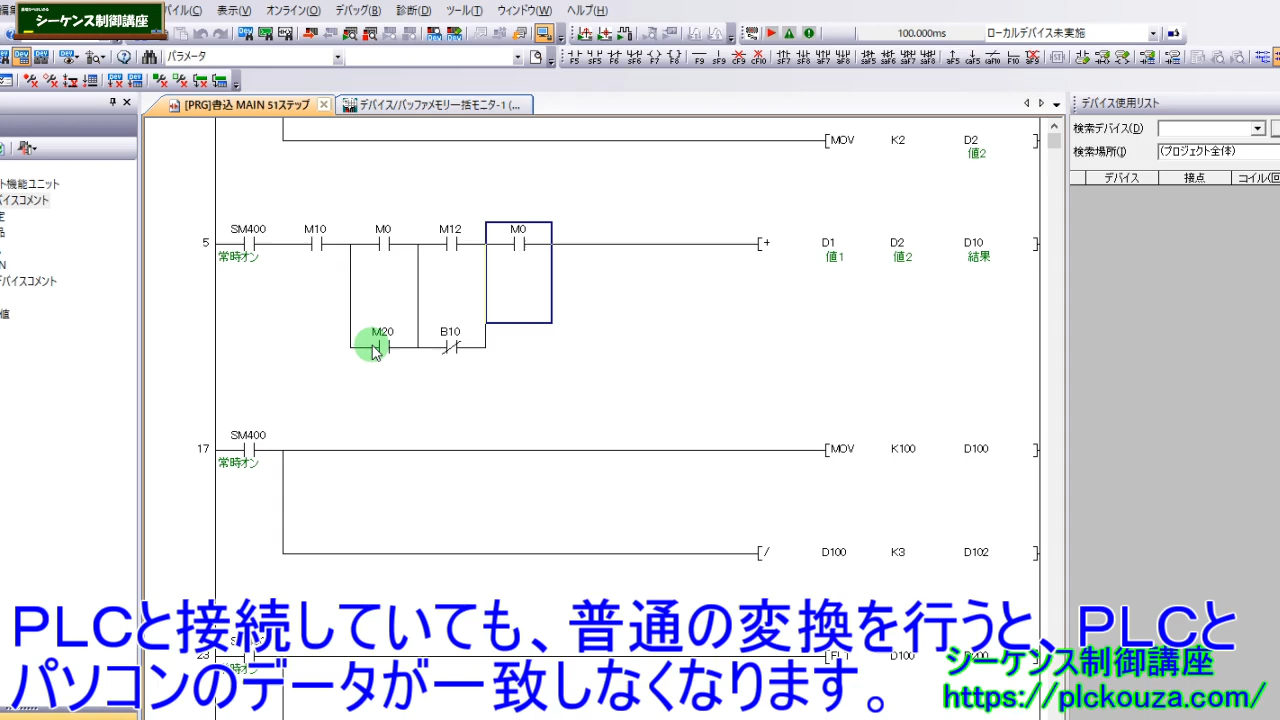 シーケンス制御講座
表示(V)
オンライン(O)
デバッグ(B)
診断(D)
ツール(T)
ウィンドウ(W)
ヘルプ(H)
100.000ms
ローカルデバイス未実施
パラメータ
[PRG]書込 MAIN 51ステップ
デバイス/バッファメモリ一括モニタ-1 (...
デバイス使用リスト
検索デバイス(D)
検索場所(I)
(プロジェクト全体)
デバイス
接点
コイル(回
ト機能ユニット
バイスコメント
デバイスコメント
MOV K2 D2
値2
SM400 M10 M0 M12 M0
5
+ D1 D2 D10
常時オン
値1 値2 結果
M20 B10
SM400
17
MOV K100 D100
常時オン
/ D100 K3 D102
PLCと接続していても、普通の変換を行うと、PLCと
パソコンのデータが一致しなくなります。
シーケンス制御講座
https://plckouza.com/